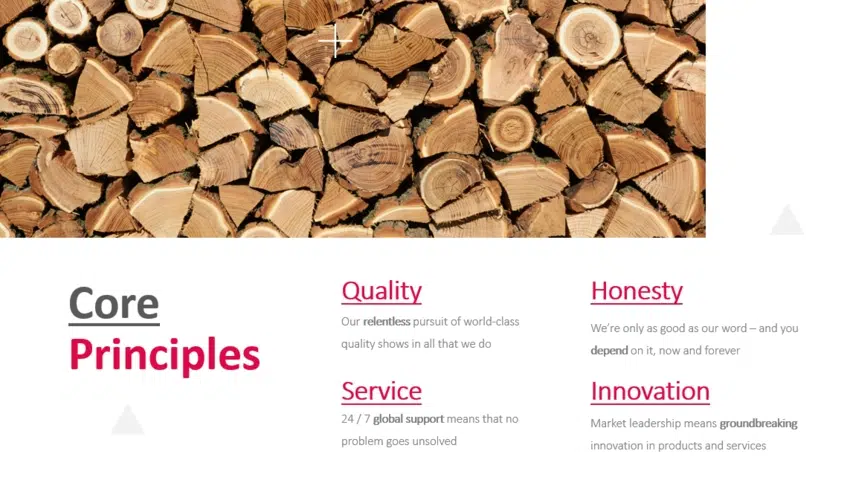 Core
Principles
Quality
Our relentless pursuit of world-class
quality shows in all that we do
Service
24 / 7 global support means that no
problem goes unsolved
Honesty
We’re only as good as our word – and you
depend on it, now and forever
Innovation
Market leadership means groundbreaking
innovation in products and services